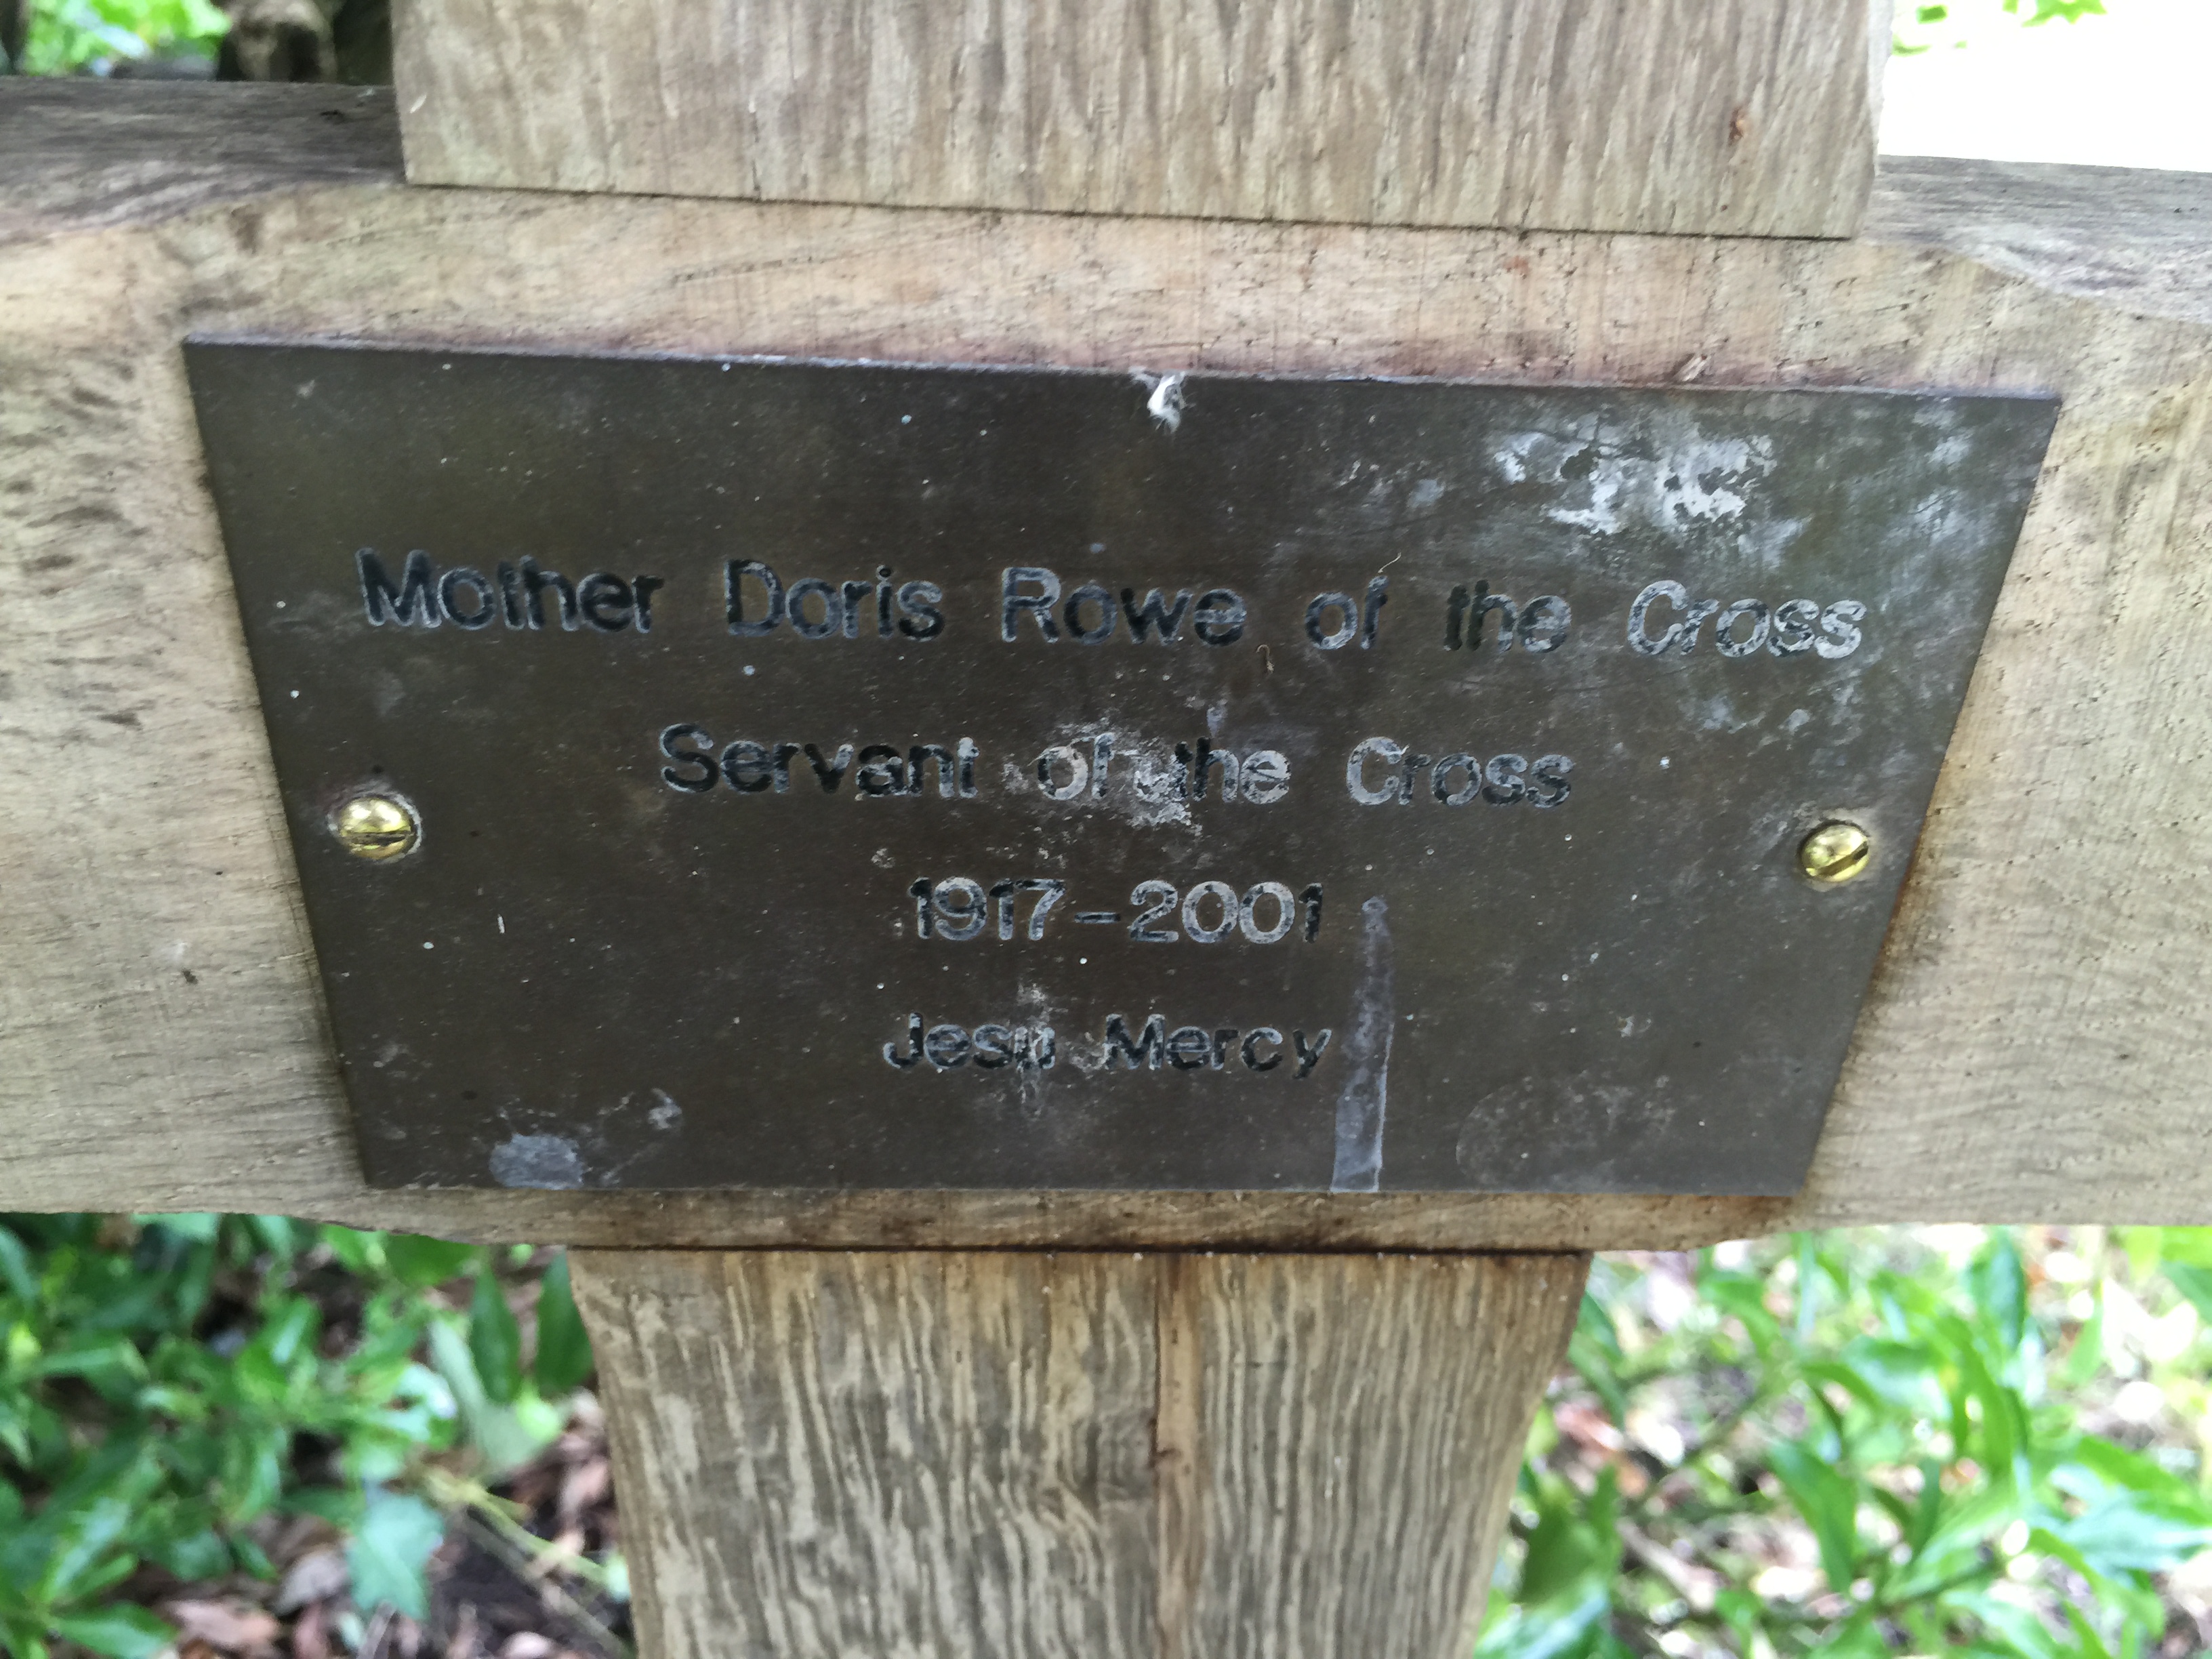 Mother Doris Rowe of the Cross
Servant of the Cross
1917-2001
Jesu Mercy